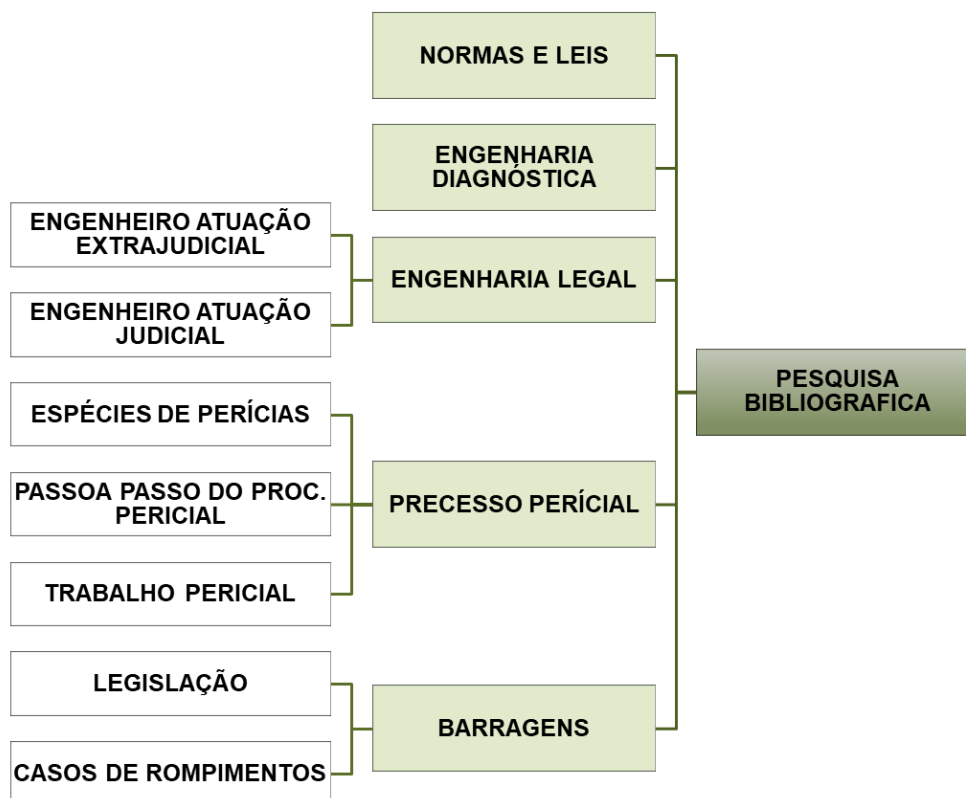 NORMAS E LEIS
ENGENHARIA
DIAGNÓSTICA
ENGENHEIRO ATUAÇÃO
EXTRAJUDICIAL
ENGENHARIA LEGAL
ENGENHEIRO ATUAÇÃO
JUDICIAL
PESQUISA
BIBLIOGRAFICA
ESPÉCIES DE PERÍCIAS
PASSOA PASSO DO PROC.
PERICIAL
PRECESSO PERÍCIAL
TRABALHO PERICIAL
LEGISLAÇÃO
BARRAGENS
CASOS DE ROMPIMENTOS